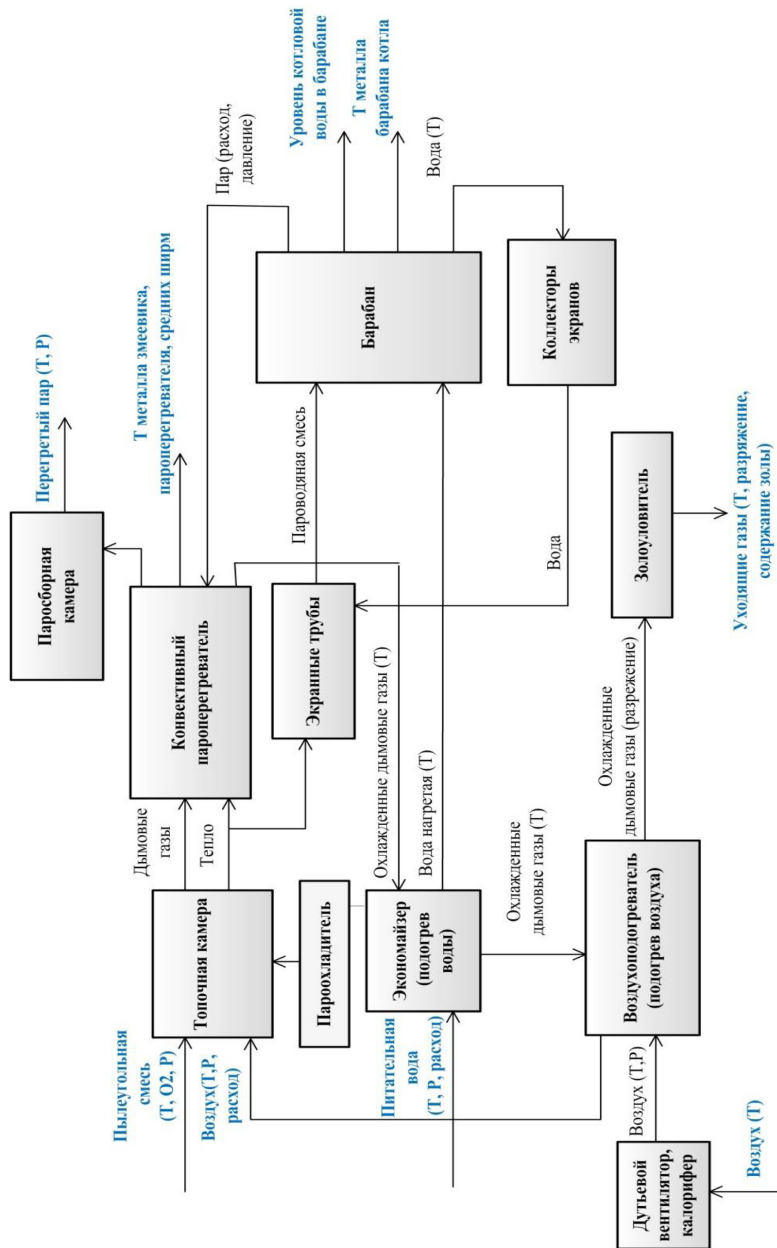 Пылеугольная
смесь
(Т, О2, Р)
Воздух(Т,Р,
расход)
Топочная камера
Дымовые
газы
Тепло
Конвективный
пароперегреватель
Паросборная
камера
Перегретый пар (Т, Р)
Т металла змеевика,
пароперегревателя, средних ширм
Пар (расход,
давление)
Уровень котловой
воды в барабане
Т металла
барабана котла
Вода (Т)
Барабан
Пароводяная смесь
Экранные трубы
Пароохладитель
Охлажденные дымовые газы (Т)
Вода нагретая (Т)
Экономайзер
(подогрев
воды)
Питательная
вода
(Т, Р, расход)
Коллекторы
экранов
Вода
Охлажденные
дымовые газы (Т)
Воздухоподогреватель
(подогрев воздуха)
Охлажденные
дымовые газы (разрежение)
Золоуловитель
Уходящие газы (Т, разряжение,
содержание золы)
Воздух (Т,Р)
Дутьевой
вентилятор,
калорифер
Воздух (Т)